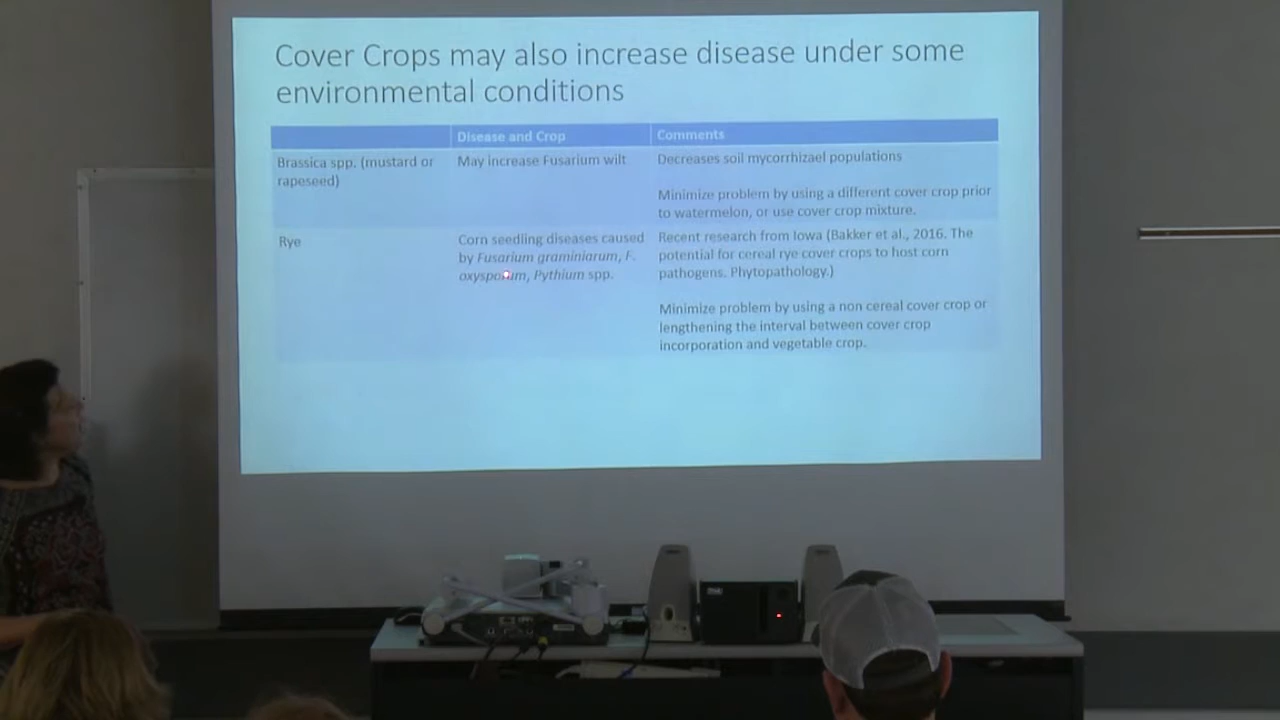 Cover Crops may also increase disease under some
environmental conditions
Disease and Crop
Comments
Brassica spp. (mustard or
rapeseed)
May increase Fusarium wilt
Decreases soil mycorrhizael populations
Minimize problem by using a different cover crop prior
to watermelon, or use cover crop mixture.
Rye
Corn seedling diseases caused
by Fusarium graminiarum, F.
oxysporum, Pythium spp.
Recent research from Iowa (Bakker et al., 2016. The
potential for cereal rye cover crops to host corn
pathogens. Phytopathology.)
Minimize problem by using a non cereal cover crop or
lengthening the interval between cover crop
incorporation and vegetable crop.